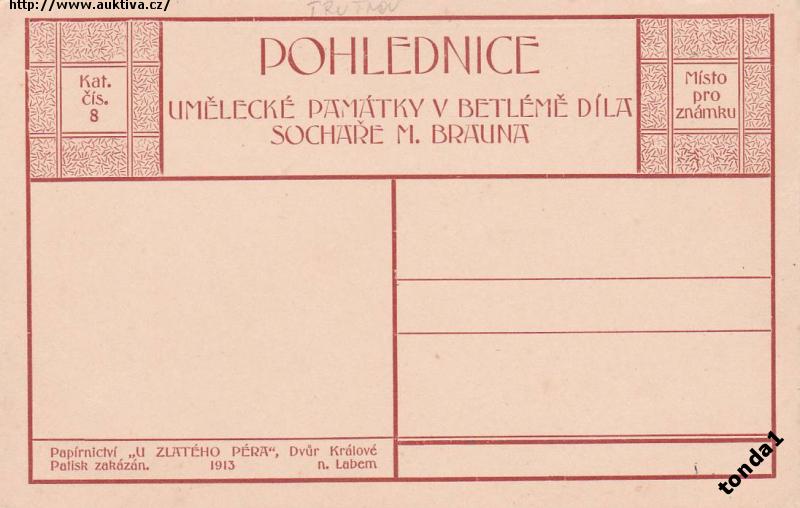 http://www.auktiva.cz/
TRUTNOV
POHLEDNICE
UMĚLECKÉ PAMÁTKY V BETLÉMĚ DÍLA
SOCHAŘE M. BRAUNA
Kat.
čís.
8
Místo
pro
známku
Papírnictví „U ZLATÉHO PÉRA“, Dvůr Králové
Patisk zakázán. 1913 n. Labem
tonda1